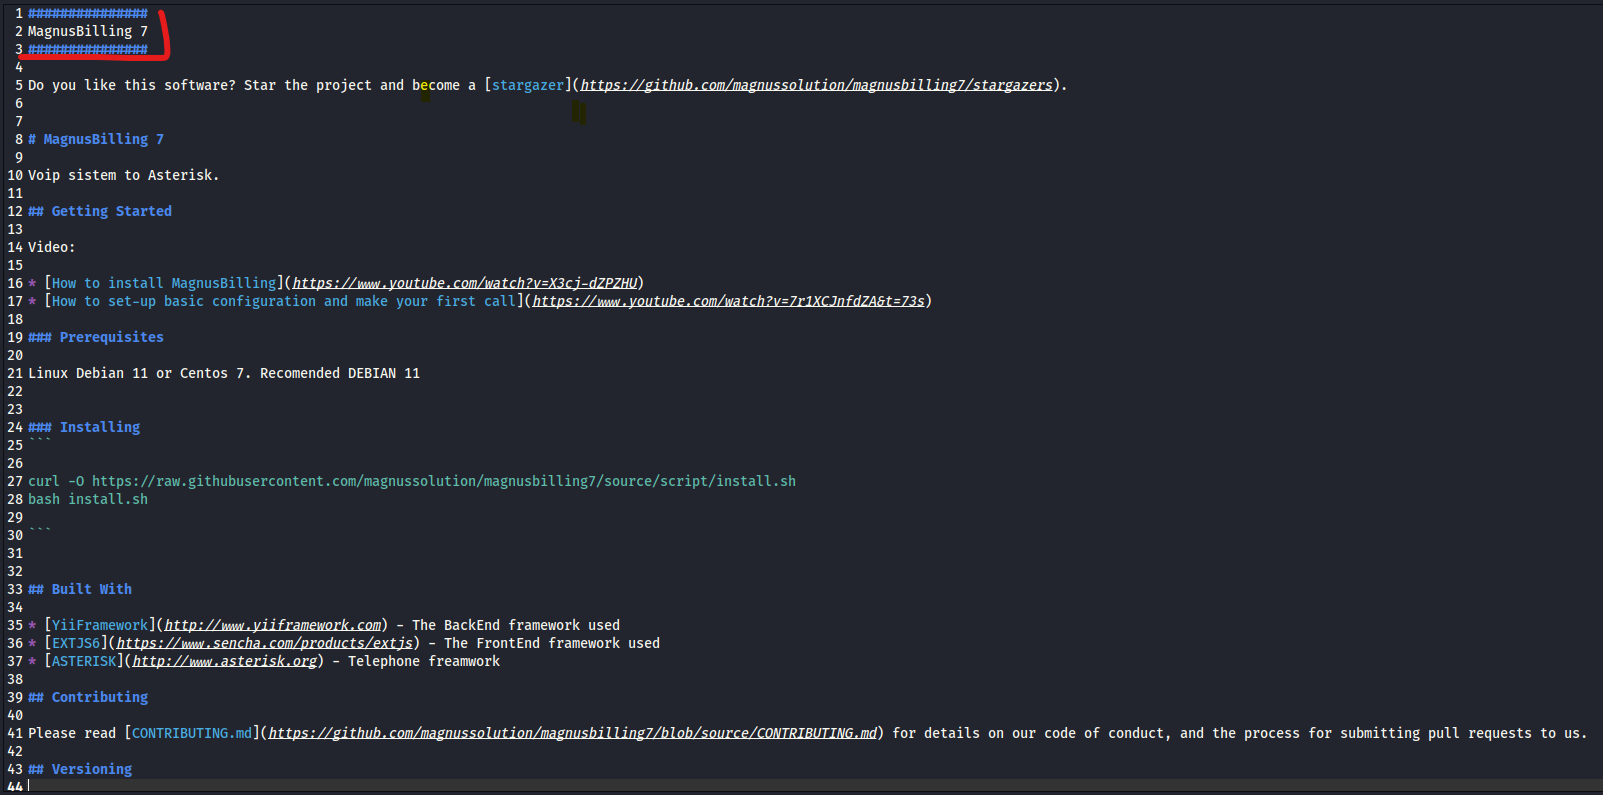 1 ###############
2 MagnusBilling 7
3 ###############
4
5 Do you like this software? Star the project and become a [stargazer](https://github.com/magnussolution/magnusbilling7/stargazers).
6
7
8 # MagnusBilling 7
9
10 Voip sistem to Asterisk.
11
12 ## Getting Started
13
14 Video:
15
16 * [How to install MagnusBilling](https://www.youtube.com/watch?v=X3cj-dZPZHU)
17 * [How to set-up basic configuration and make your first call](https://www.youtube.com/watch?v=7r1XCJnfdZA&t=73s)
18
19 ### Prerequisites
20
21 Linux Debian 11 or Centos 7. Recomended DEBIAN 11
22
23
24 ### Installing
25 ```
26
27 curl -O https://raw.githubusercontent.com/magnussolution/magnusbilling7/source/script/install.sh
28 bash install.sh
29
30 ```
31
32
33 ## Built With
34
35 * [YiiFramework](http://www.yiiframework.com) - The BackEnd framework used
36 * [EXTJS6](https://www.sencha.com/products/extjs) - The FrontEnd framework used
37 * [ASTERISK](http://www.asterisk.org) - Telephone freamwork
38
39 ## Contributing
40
41 Please read [CONTRIBUTING.md](https://github.com/magnussolution/magnusbilling7/blob/source/CONTRIBUTING.md) for details on our code of conduct, and the process for submitting pull requests to us.
42
43 ## Versioning
44